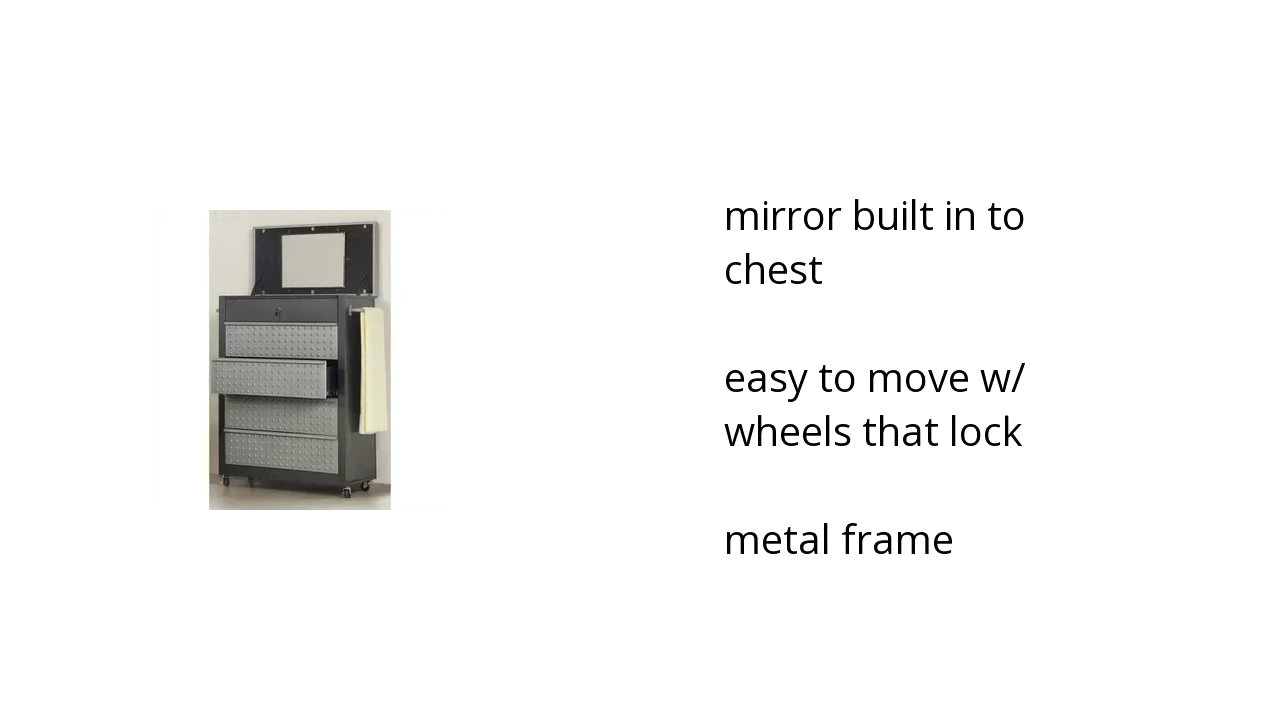 mirror built in to
chest
easy to move w/
wheels that lock
metal frame